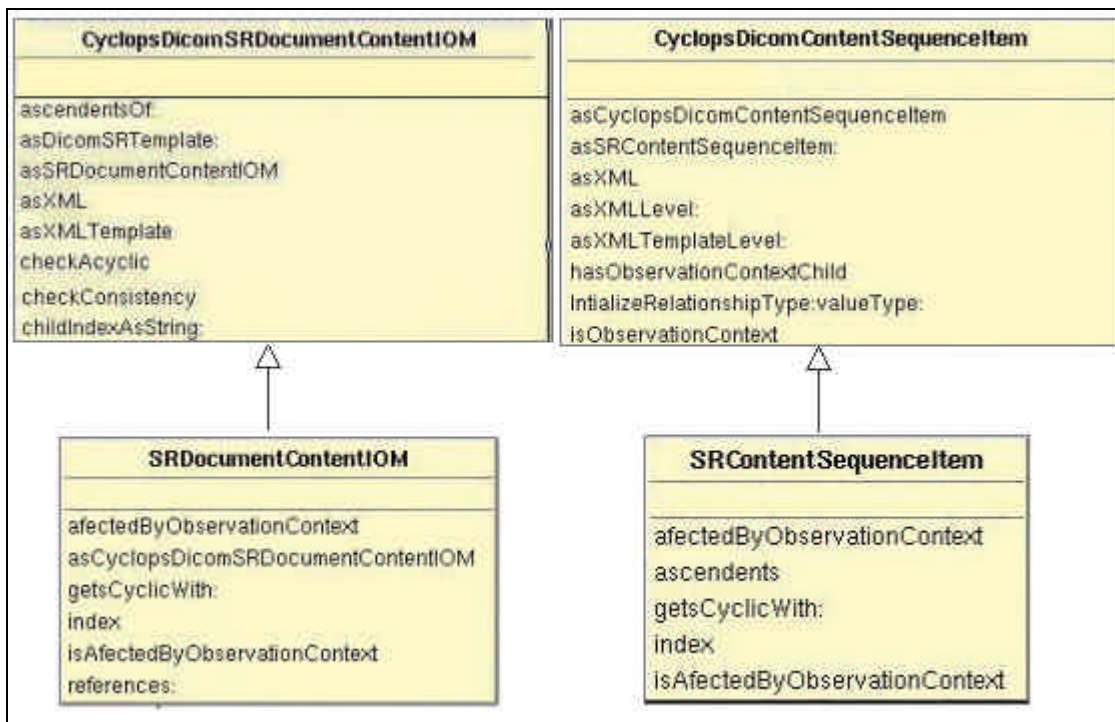 CyclopsDicomSRDocumentContentIOM
ascendentsOf:
asDicomSRTemplate:
asSRDocumentContentIOM
asXML
asXMLTemplate
checkAcyclic
checkConsistency
childIndexAsString:
CyclopsDicomContentSequenceItem
asCyclopsDicomContentSequenceItem
asSRContentSequenceItem:
asXML
asXMLLevel:
asXMLTemplateLevel:
hasObservationContextChild
IntializeRelationshipType:valueType:
isObservationContext
SRDocumentContentIOM
afectedByObservationContext
asCyclopsDicomSRDocumentContentIOM
getsCyclicWith:
index
isAfectedByObservationContext
references:
SRContentSequenceItem
afectedByObservationContext
ascendents
getsCyclicWith:
index
isAfectedByObservationContext